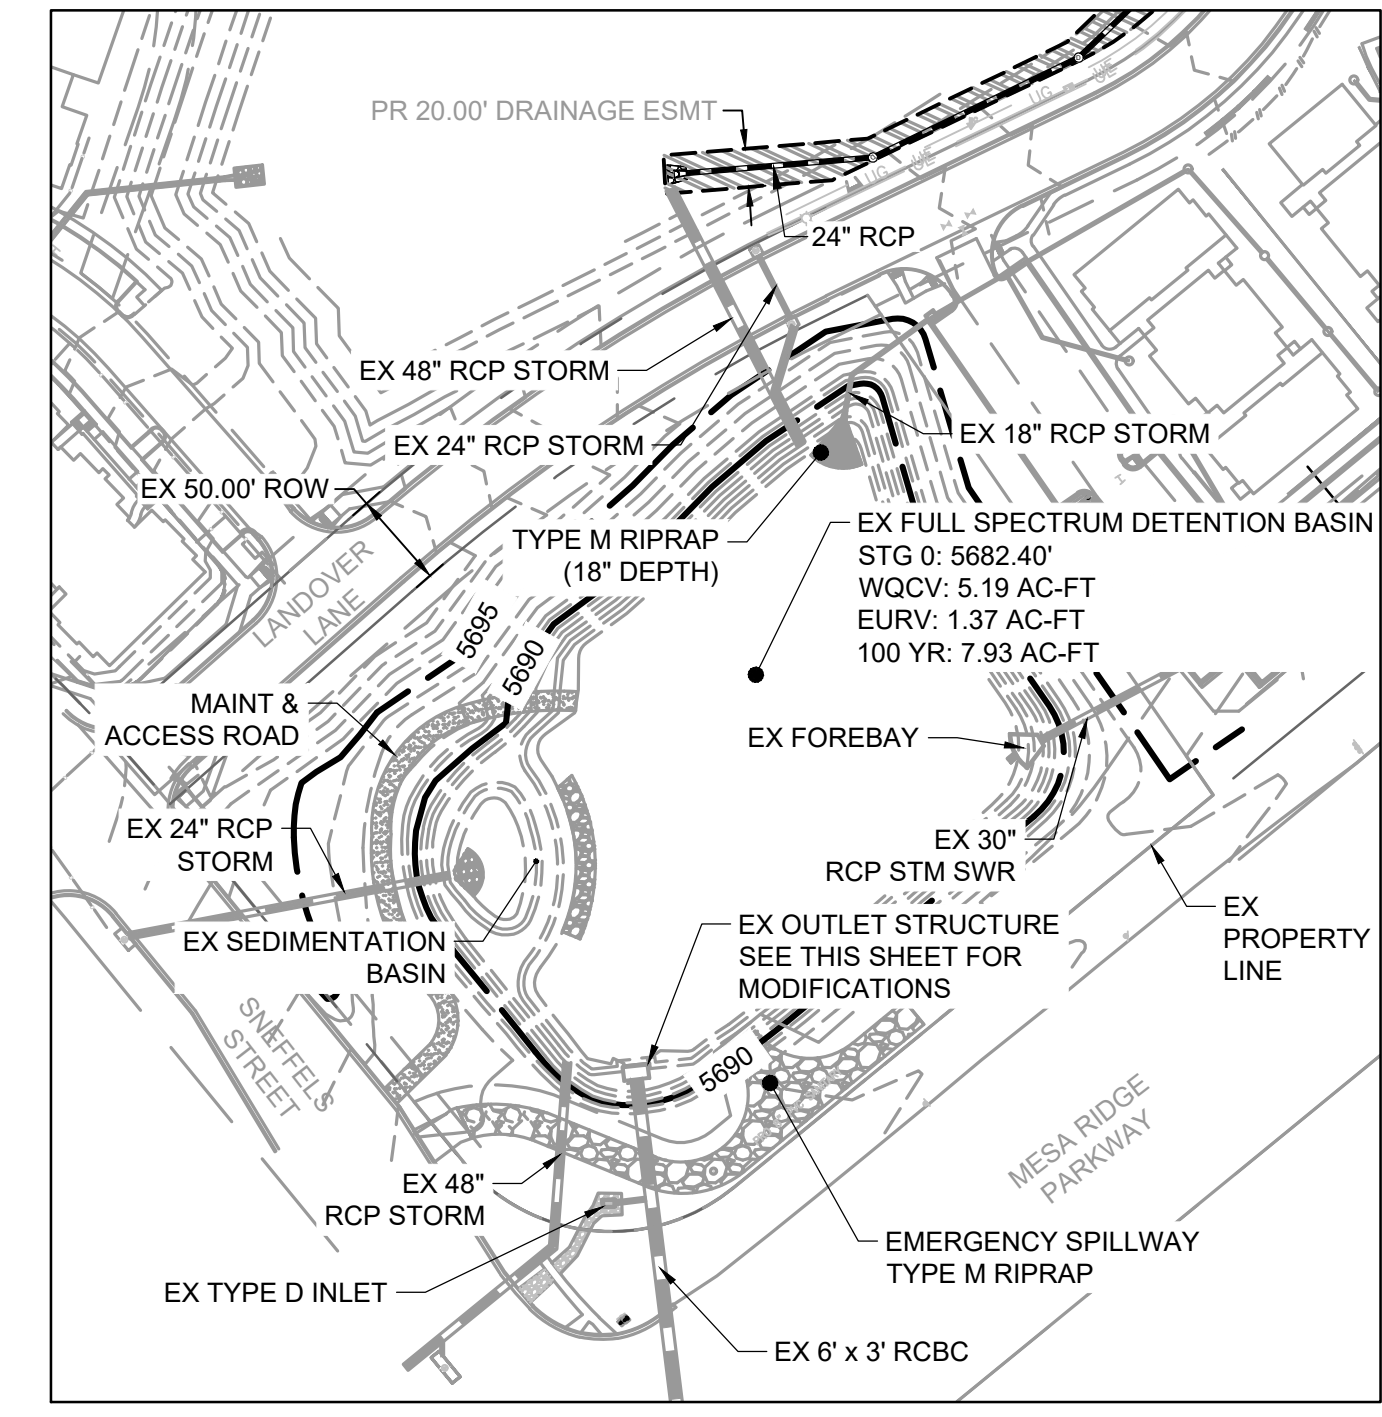 PR 20.00' DRAINAGE ESMT
UG
UE
UG
UE
24" RCP
EX 48" RCP STORM
EX 24" RCP STORM
EX 18" RCP STORM
EX 50.00' ROW
TYPE M RIPRAP
(18" DEPTH)
EX FULL SPECTRUM DETENTION BASIN
STG 0: 5682.40'
WQCV: 5.19 AC-FT
EURV: 1.37 AC-FT
100 YR: 7.93 AC-FT
LANDOVER
LANE
5695
5690
MAINT &
ACCESS ROAD
EX FOREBAY
EX 24" RCP
STORM
EX 30"
RCP STM SWR
EX
PROPERTY
LINE
EX SEDIMENTATION
BASIN
EX OUTLET STRUCTURE
SEE THIS SHEET FOR
MODIFICATIONS
SNEFFELS
STREET
5690
MESA RIDGE
PARKWAY
EX 48"
RCP STORM
EMERGENCY SPILLWAY
TYPE M RIPRAP
EX TYPE D INLET
EX 6' x 3' RCBC